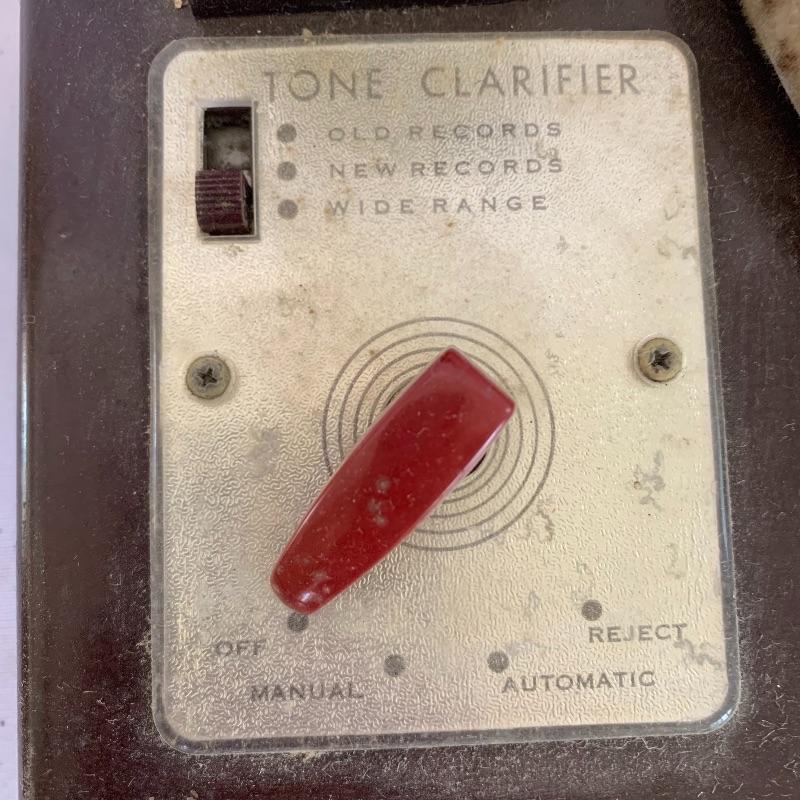 TONE CLARIFIER
OLD RECORDS
NEW RECORDS
WIDE RANGE
OFF
REJECT
MANUAL
AUTOMATIC